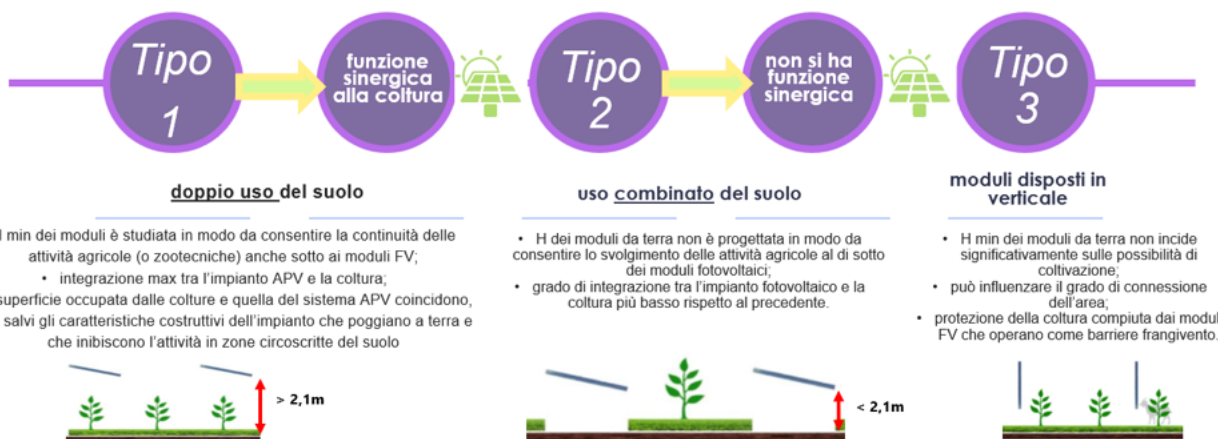 Tipo
1
funzione
sinergica
alla coltura
Tipo
2
non si ha
funzione
sinergica
Tipo
3
doppio uso del suolo
min dei moduli è studiata in modo da consentire la continuità delle
attività agricole (o zootecniche) anche sotto ai moduli FV;
• integrazione max tra l'impianto APV e la coltura;
superficie occupata dalle colture e quella del sistema APV coincidono,
salvi gli caratteristiche costruttivi dell'impianto che poggiano a terra e
che inibiscono l'attività in zone circoscritte del suolo
> 2,1m
uso combinato del suolo
• H dei moduli da terra non è progettata in modo da
consentire lo svolgimento delle attività agricole al di sotto
dei moduli fotovoltaici;
• grado di integrazione tra l'impianto fotovoltaico e la
coltura più basso rispetto al precedente.
< 2,1m
moduli disposti in
verticale
• H min dei moduli da terra non incide
significativamente sulle possibilità di
coltivazione;
• può influenzare il grado di connessione
dell'area;
• protezione della coltura compiuta dai moduli
FV che operano come barriere frangivento.